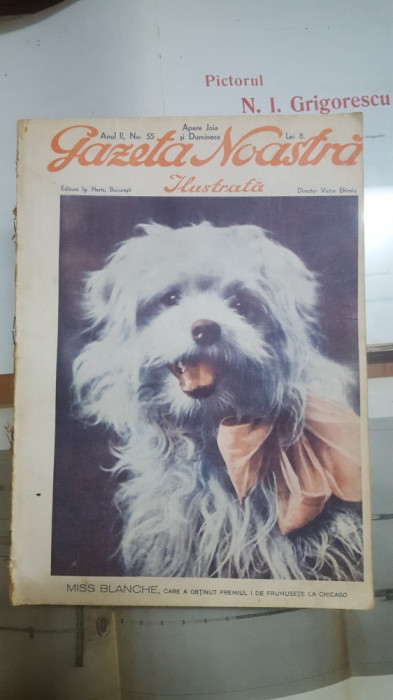 Pictorul
N. I. Grigorescu
Anul II, No. 55
Apare Joia
și Dumineca
Lei 8.
Gazeta Noastră
Ilustrată
Editura Ig. Hertz, București
Director Victor Eftimiu
MISS BLANCHE, CARE A OBȚINUT PREMIUL I DE FRUMUSEȚE LA CHICAGO